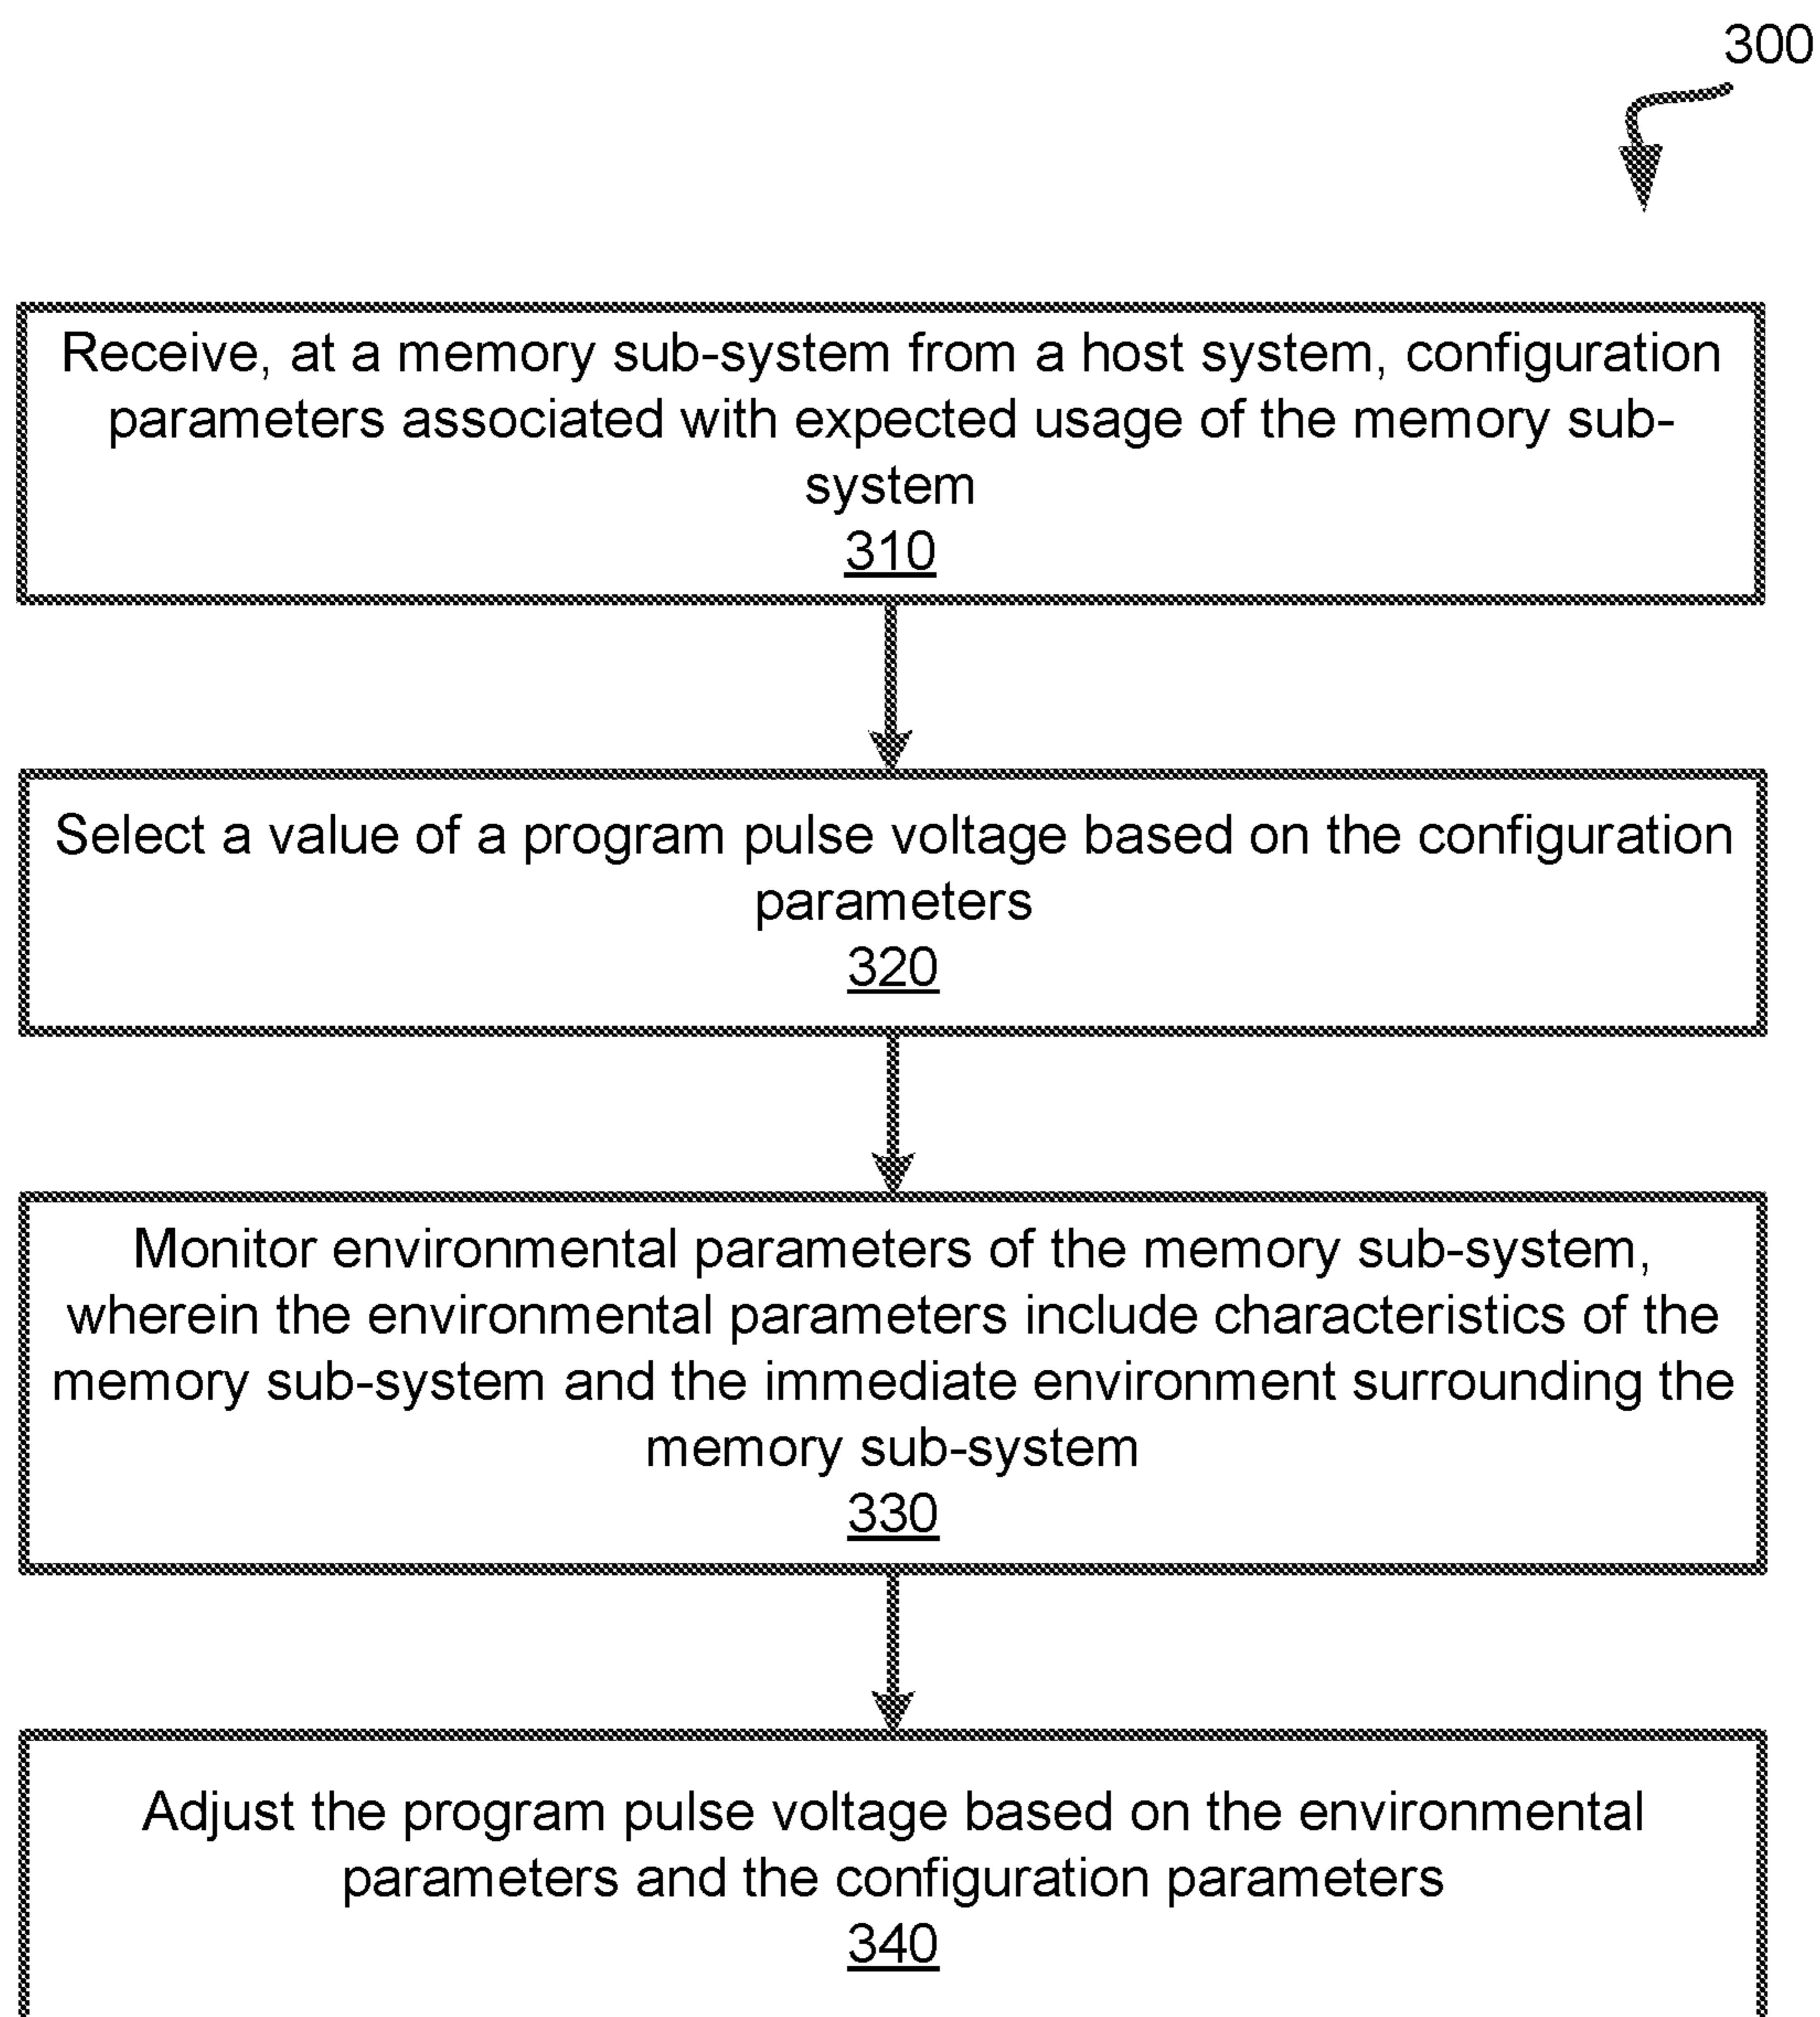 300
Receive, at a memory sub-system from a host system, configuration
parameters associated with expected usage of the memory sub-
system
310
Select a value of a program pulse voltage based on the configuration
parameters
320
Monitor environmental parameters of the memory sub-system,
wherein the environmental parameters include characteristics of the
memory sub-system and the immediate environment surrounding the
memory sub-system
330
Adjust the program pulse voltage based on the environmental
parameters and the configuration parameters
340